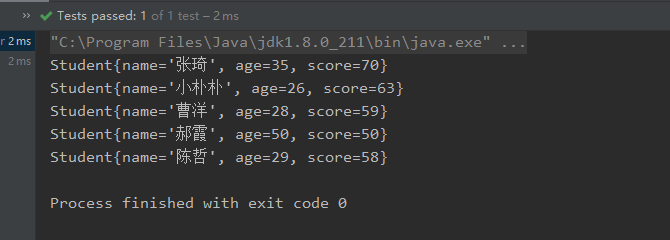 Tests passed: 1 of 1 test – 2 ms
r 2 ms
2 ms
"C:\Program Files\Java\jdk1.8.0_211\bin\java.exe" ...
Student{name='张琦', age=35, score=70}
Student{name='小朴朴', age=26, score=63}
Student{name='曹洋', age=28, score=59}
Student{name='郝霞', age=50, score=50}
Student{name='陈哲', age=29, score=58}
Process finished with exit code 0